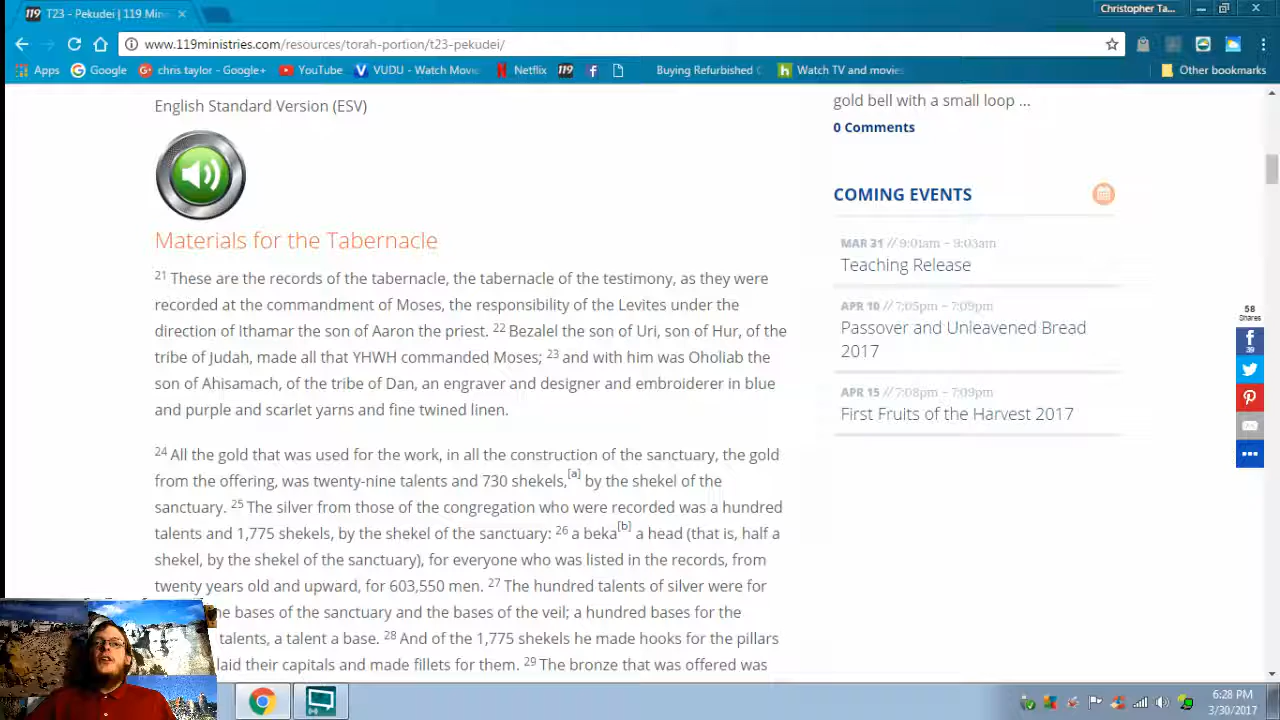 119 T23 - Pekudei | 119 Min
Christopher Ta...
www.119ministries.com/resources/torah-portion/t23-pekudei/
Apps
Google
chris taylor - Google+
YouTube
VUDU - Watch Movi
Netflix
119
Buying Refurbished
Watch TV and movies
Other bookmarks
English Standard Version (ESV)
Materials for the Tabernacle
21 These are the records of the tabernacle, the tabernacle of the testimony, as they were
recorded at the commandment of Moses, the responsibility of the Levites under the
direction of Ithamar the son of Aaron the priest. 22 Bezalel the son of Uri, son of Hur, of the
tribe of Judah, made all that YHWH commanded Moses; 23 and with him was Oholiab the
son of Ahisamach, of the tribe of Dan, an engraver and designer and embroiderer in blue
and purple and scarlet yarns and fine twined linen.
24 All the gold that was used for the work, in all the construction of the sanctuary, the gold
from the offering, was twenty-nine talents and 730 shekels,[a] by the shekel of the
sanctuary. 25 The silver from those of the congregation who were recorded was a hundred
talents and 1,775 shekels, by the shekel of the sanctuary: 26 a beka[b] a head (that is, half a
shekel, by the shekel of the sanctuary), for everyone who was listed in the records, from
twenty years old and upward, for 603,550 men. 27 The hundred talents of silver were for
the bases of the sanctuary and the bases of the veil; a hundred bases for the
talents, a talent a base. 28 And of the 1,775 shekels he made hooks for the pillars
laid their capitals and made fillets for them. 29 The bronze that was offered was
gold bell with a small loop ...
0 Comments
COMING EVENTS
MAR 31 // 9:01am - 9:03am
Teaching Release
APR 10 // 7:05pm - 7:09pm
Passover and Unleavened Bread
2017
APR 15 // 7:08pm - 7:09pm
First Fruits of the Harvest 2017
58
Shares
39
6:28 PM
3/30/2017